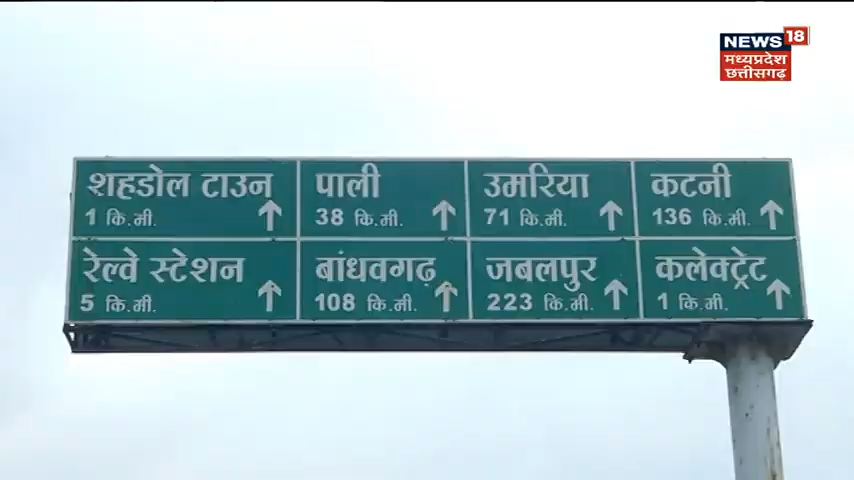 NEWS 18
मध्यप्रदेश
छत्तीसगढ़
शहडोल टाउन
1 कि.मी.
पाली
38 कि.मी.
उमरिया
71 कि.मी.
कटनी
136 कि.मी.
रेल्वे स्टेशन
5 कि.मी.
बांधवगढ़
108 कि.मी.
जबलपुर
223 कि.मी.
कलेक्ट्रेट
1 कि.मी.